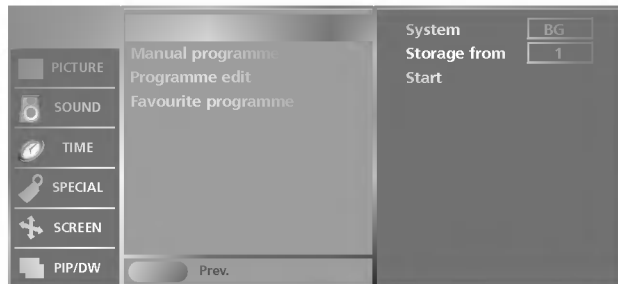 PICTURE
SOUND
TIME
SPECIAL
SCREEN
PIP/DW
Manual programme
Programme edit
Favourite programme
Prev.
System BG
Storage from 1
Start